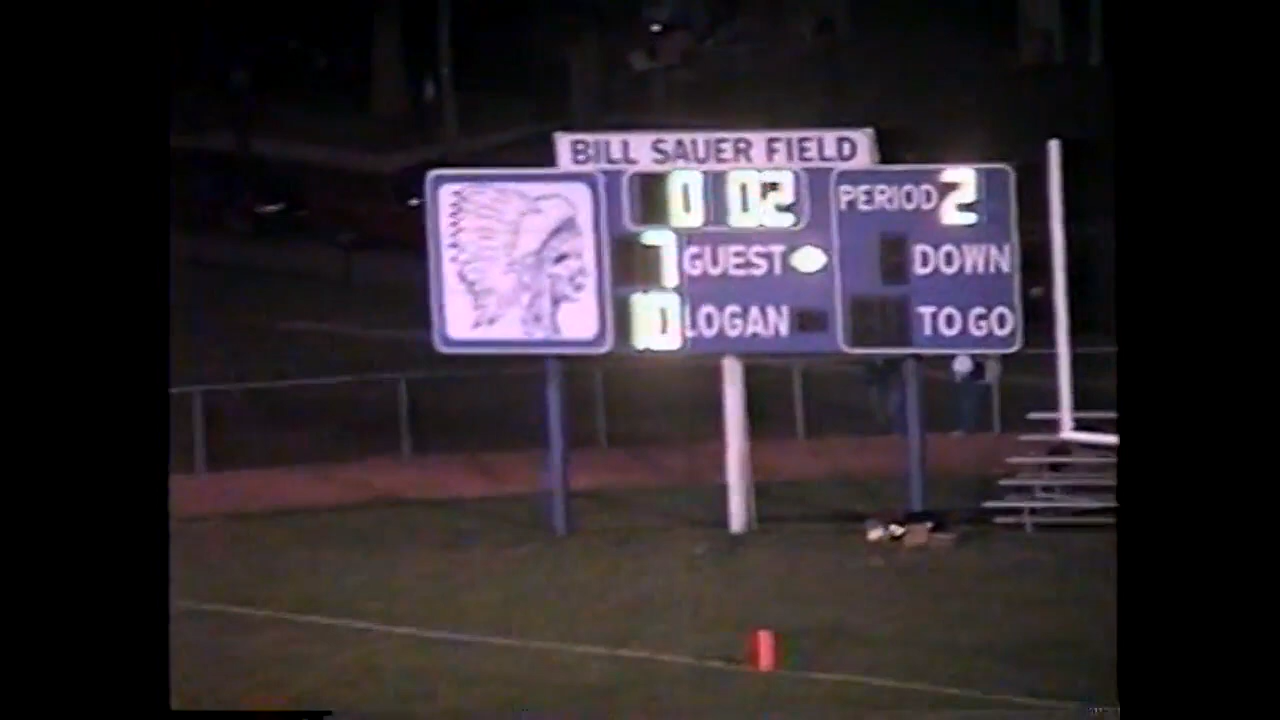 BILL SAUER FIELD
0 02 PERIOD 2
7 GUEST DOWN
10 LOGAN TO GO